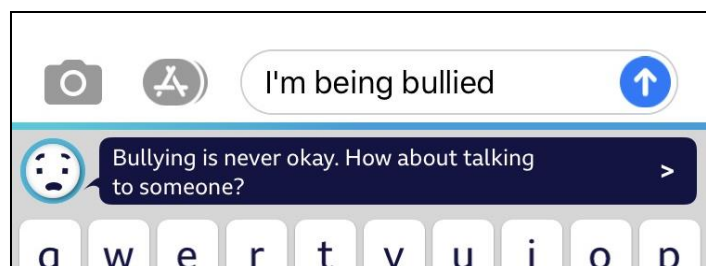 I'm being bullied
Bullying is never okay. How about talking
to someone?
>
q w e r t y u i o p